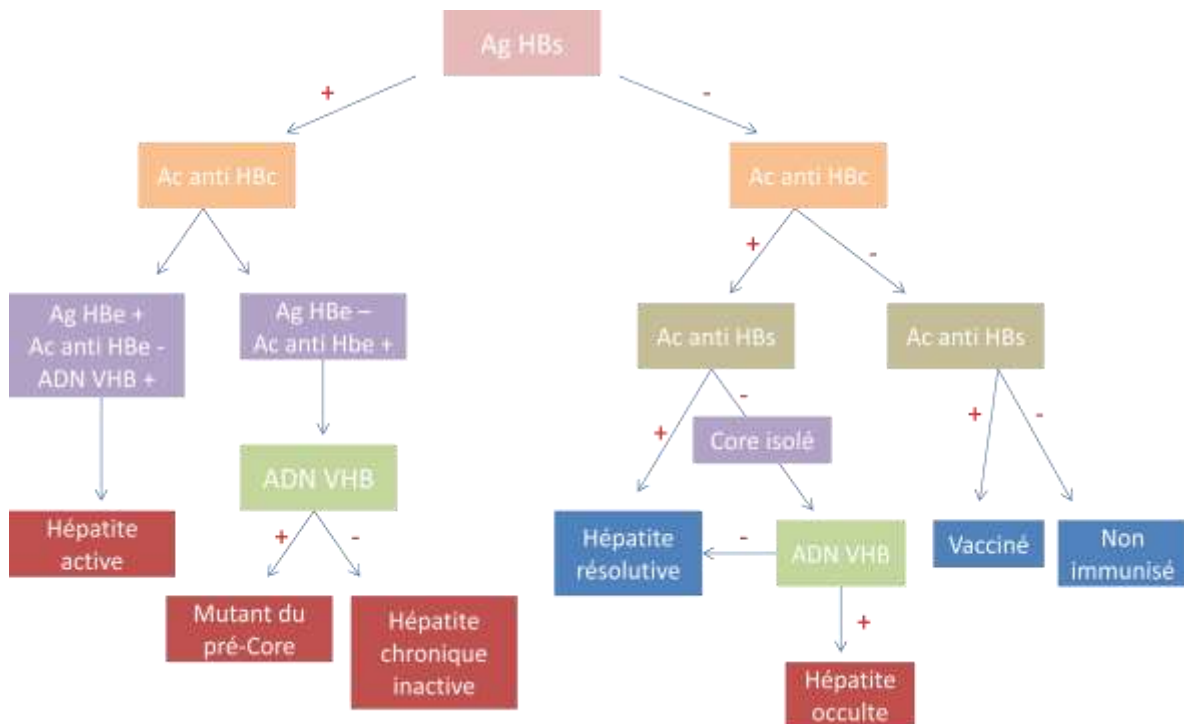 Ag HBs
+
-
Ac anti HBc
Ac anti HBc
+
-
Ag HBe +
Ac anti HBe -
ADN VHB +
Ag HBe –
Ac anti Hbe +
Ac anti HBs
Ac anti HBs
+
-
Core isolé
+
-
ADN VHB
+
-
Hépatite
active
Hépatite
résolutive
-
ADN VHB
Vacciné
Non
immunisé
Mutant du
pré-Core
Hépatite
chronique
inactive
+
Hépatite
occulte